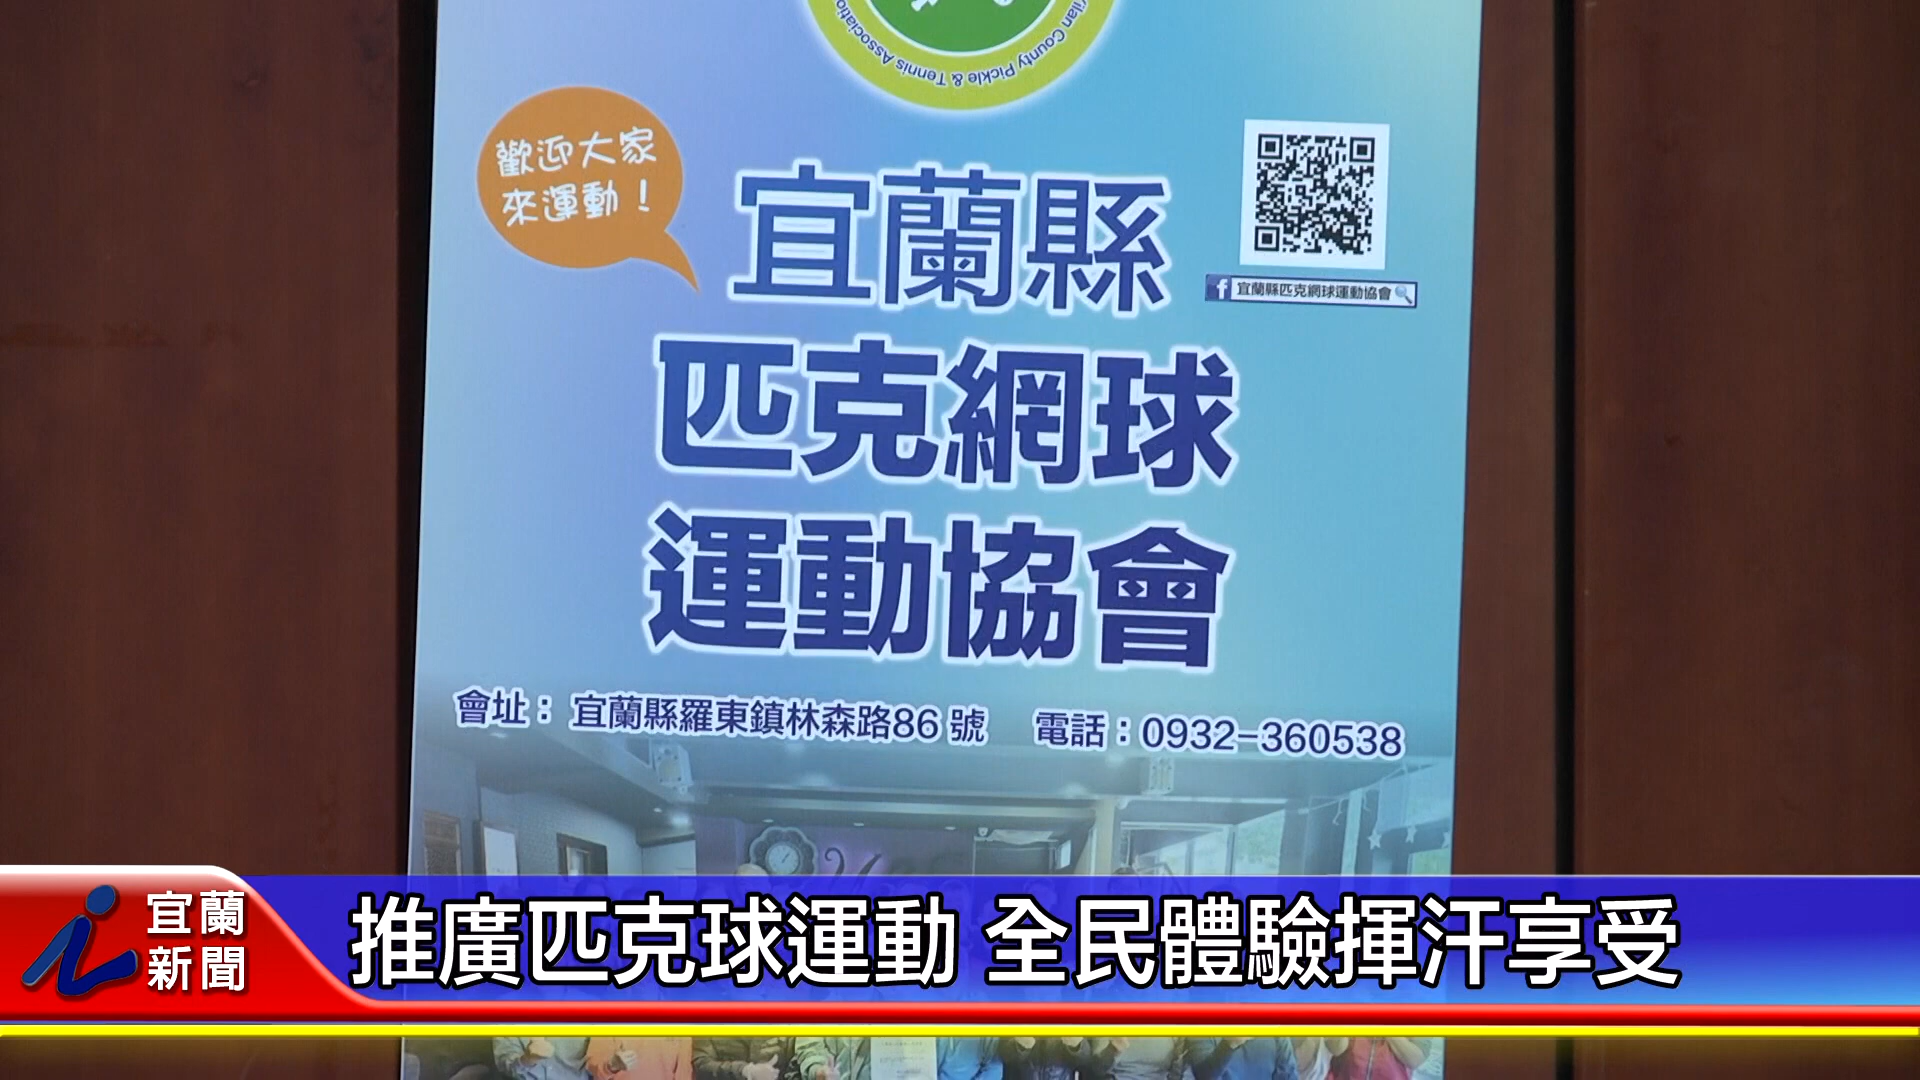 Yilan County Pickle & Tennis Association
歡迎大家
來運動！
宜蘭縣
匹克網球
運動協會
宜蘭縣匹克網球運動協會
會址： 宜蘭縣羅東鎮林森路86號 電話：0932-360538
宜蘭
新聞
推廣匹克球運動 全民體驗揮汗享受